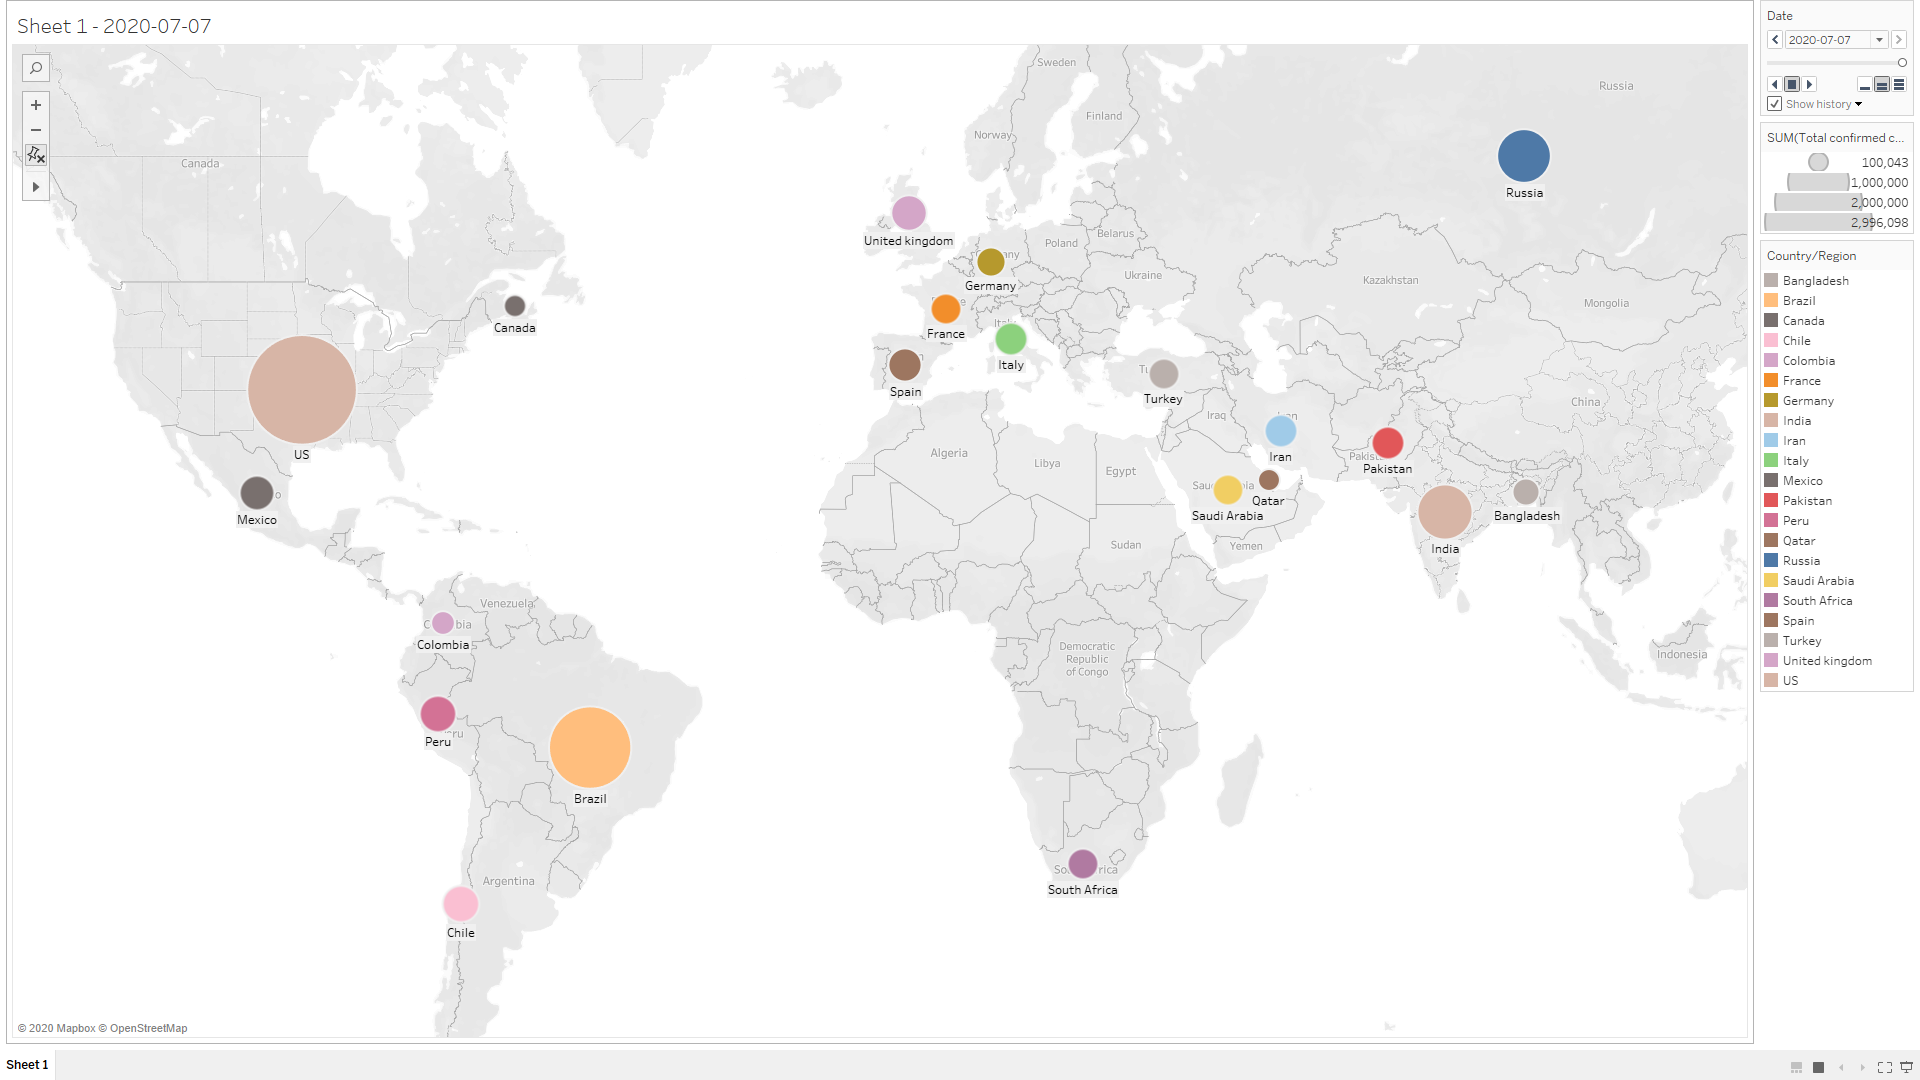 Sheet 1 - 2020-07-07
Sweden
Russia
Finland
Norway
Canada
Russia
United kingdom
Poland
Belarus
Germany
Ukraine
Kazakhstan
Mongolia
Canada
France
Italy
Spain
Turkey
China
Iraq
US
Iran
Algeria
Libya
Egypt
Pakistan
Mexico
Qatar
Saudi Arabia
Bangladesh
India
Sudan
Yemen
Venezuela
Colombia
Democratic
Republic
of Congo
Indonesia
Peru
Brazil
South Africa
Argentina
Chile
© 2020 Mapbox © OpenStreetMap
Date
2020-07-07
Show history
SUM(Total confirmed c...
100,043
1,000,000
2,000,000
2,996,098
Country/Region
Bangladesh
Brazil
Canada
Chile
Colombia
France
Germany
India
Iran
Italy
Mexico
Pakistan
Peru
Qatar
Russia
Saudi Arabia
South Africa
Spain
Turkey
United kingdom
US
Sheet 1